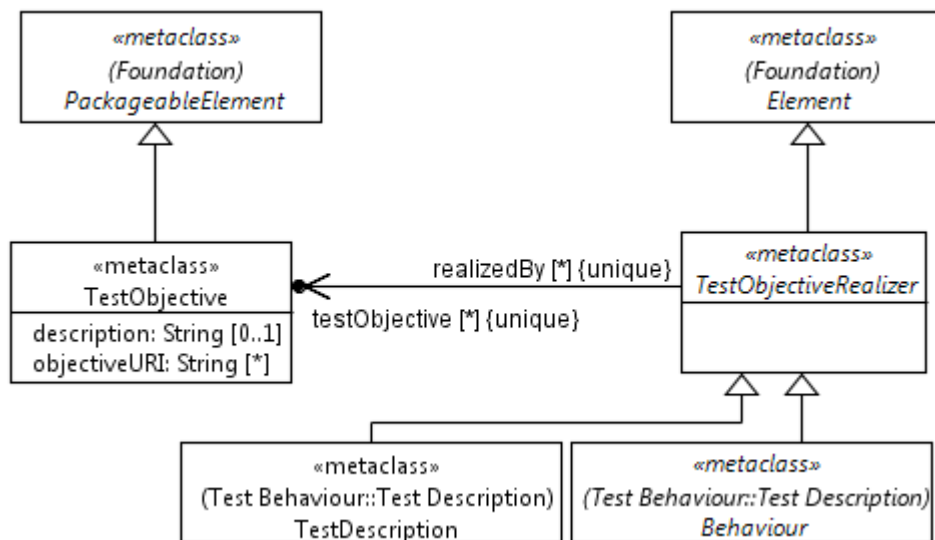 «metaclass»
(Foundation)
PackageableElement
«metaclass»
(Foundation)
Element
«metaclass»
TestObjective
description: String [0..1]
objectiveURI: String [*]
realizedBy [*] {unique}
testObjective [*] {unique}
«metaclass»
TestObjectiveRealizer
«metaclass»
(Test Behaviour::Test Description)
TestDescription
«metaclass»
(Test Behaviour::Test Description)
Behaviour